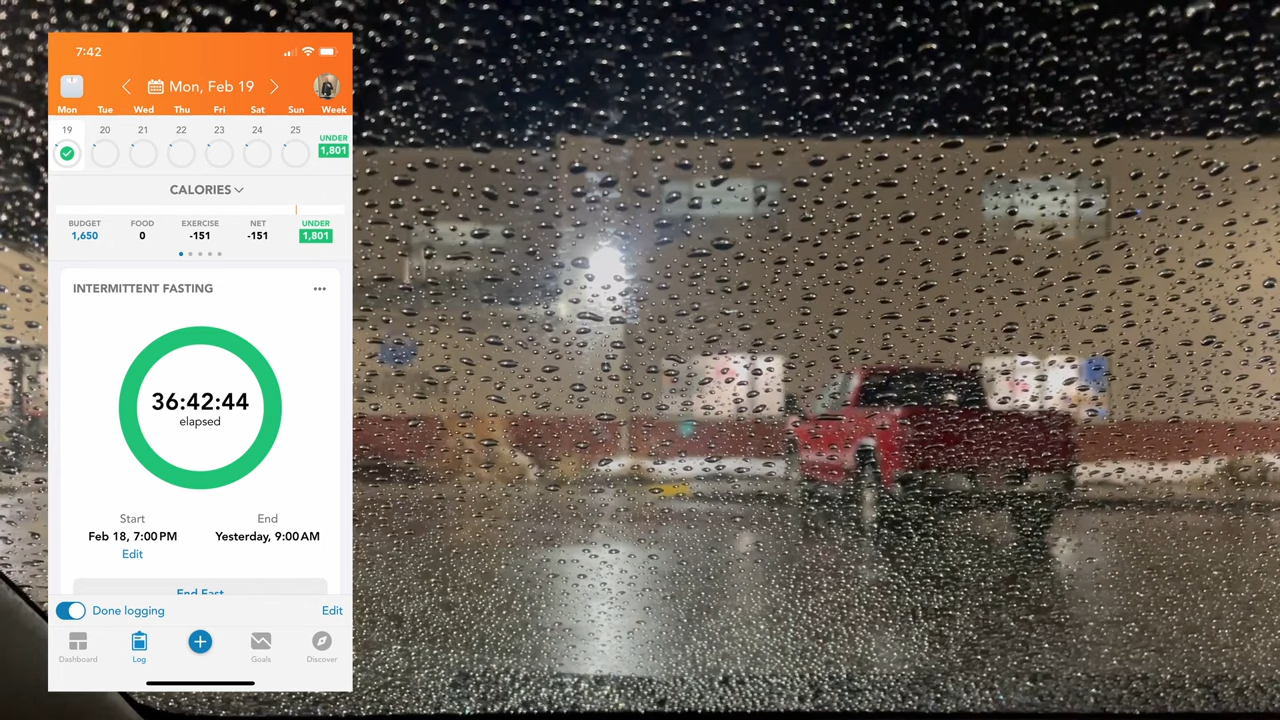 7:42
Mon, Feb 19
Mon Tue Wed Thu Fri Sat Sun Week
19 20 21 22 23 24 25 UNDER
1,801
CALORIES
BUDGET FOOD EXERCISE NET UNDER
1,650 0 -151 -151 1,801
INTERMITTENT FASTING
36:42:44
elapsed
Start End
Feb 18, 7:00 PM Yesterday, 9:00 AM
Edit
End Fast
Done logging Edit
Dashboard Log Goals Discover